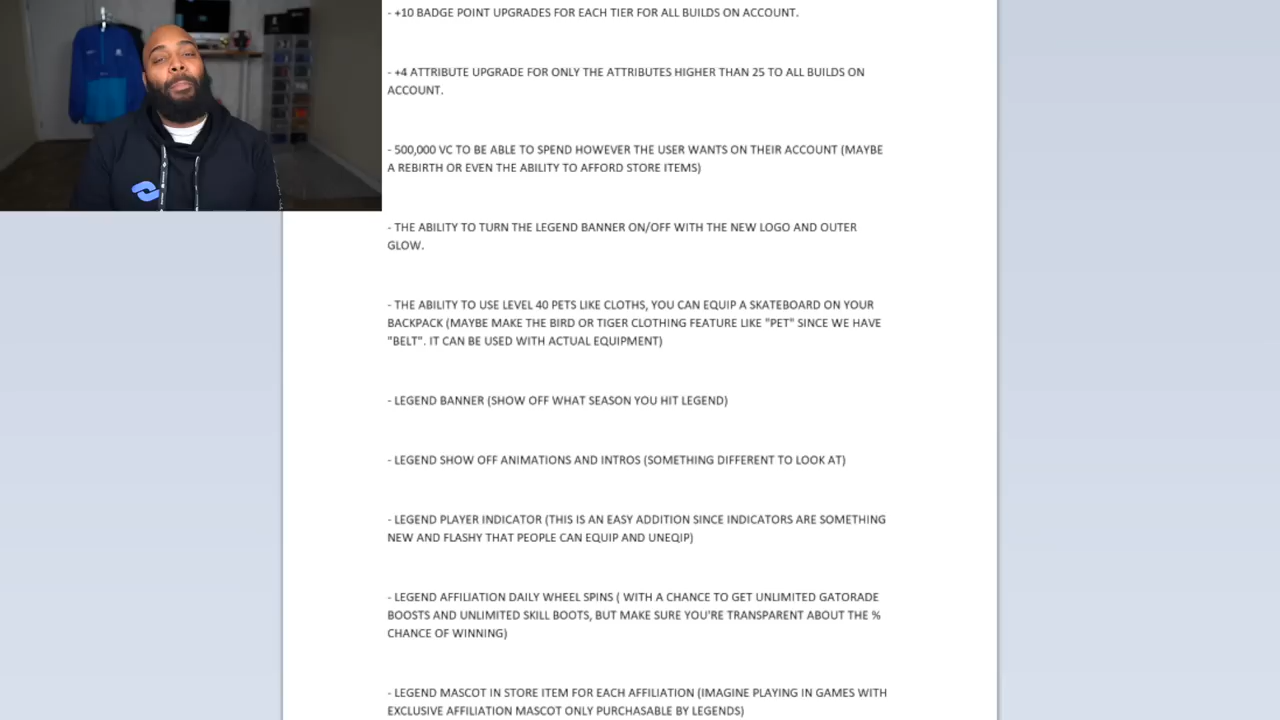 - +10 BADGE POINT UPGRADES FOR EACH TIER FOR ALL BUILDS ON ACCOUNT.
- +4 ATTRIBUTE UPGRADE FOR ONLY THE ATTRIBUTES HIGHER THAN 25 TO ALL BUILDS ON
ACCOUNT.
- 500,000 VC TO BE ABLE TO SPEND HOWEVER THE USER WANTS ON THEIR ACCOUNT (MAYBE
A REBIRTH OR EVEN THE ABILITY TO AFFORD STORE ITEMS)
- THE ABILITY TO TURN THE LEGEND BANNER ON/OFF WITH THE NEW LOGO AND OUTER
GLOW.
- THE ABILITY TO USE LEVEL 40 PETS LIKE CLOTHS, YOU CAN EQUIP A SKATEBOARD ON YOUR
BACKPACK (MAYBE MAKE THE BIRD OR TIGER CLOTHING FEATURE LIKE "PET" SINCE WE HAVE
"BELT". IT CAN BE USED WITH ACTUAL EQUIPMENT)
- LEGEND BANNER (SHOW OFF WHAT SEASON YOU HIT LEGEND)
- LEGEND SHOW OFF ANIMATIONS AND INTROS (SOMETHING DIFFERENT TO LOOK AT)
- LEGEND PLAYER INDICATOR (THIS IS AN EASY ADDITION SINCE INDICATORS ARE SOMETHING
NEW AND FLASHY THAT PEOPLE CAN EQUIP AND UNEQIP)
- LEGEND AFFILIATION DAILY WHEEL SPINS ( WITH A CHANCE TO GET UNLIMITED GATORADE
BOOSTS AND UNLIMITED SKILL BOOTS, BUT MAKE SURE YOU'RE TRANSPARENT ABOUT THE %
CHANCE OF WINNING)
- LEGEND MASCOT IN STORE ITEM FOR EACH AFFILIATION (IMAGINE PLAYING IN GAMES WITH
EXCLUSIVE AFFILIATION MASCOT ONLY PURCHASABLE BY LEGENDS)